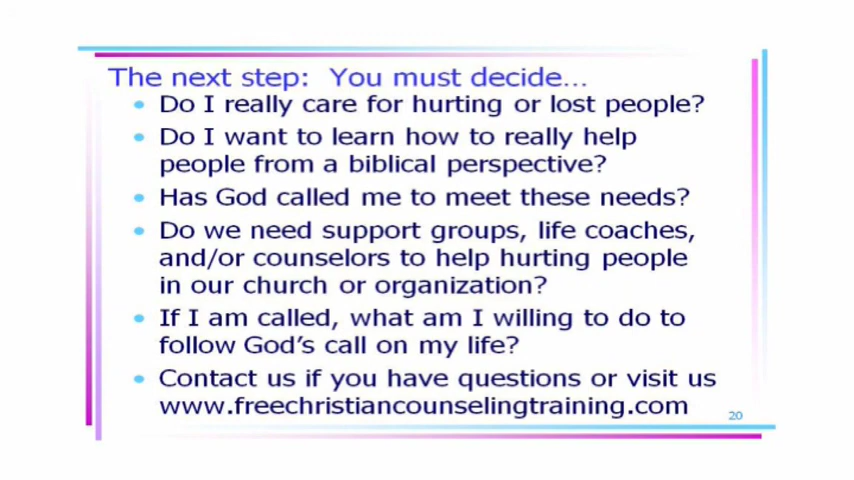 The next step:  You must decide...
• Do I really care for hurting or lost people?
• Do I want to learn how to really help
people from a biblical perspective?
• Has God called me to meet these needs?
• Do we need support groups, life coaches,
and/or counselors to help hurting people
in our church or organization?
• If I am called, what am I willing to do to
follow God's call on my life?
• Contact us if you have questions or visit us
www.freechristiancounselingtraining.com
20